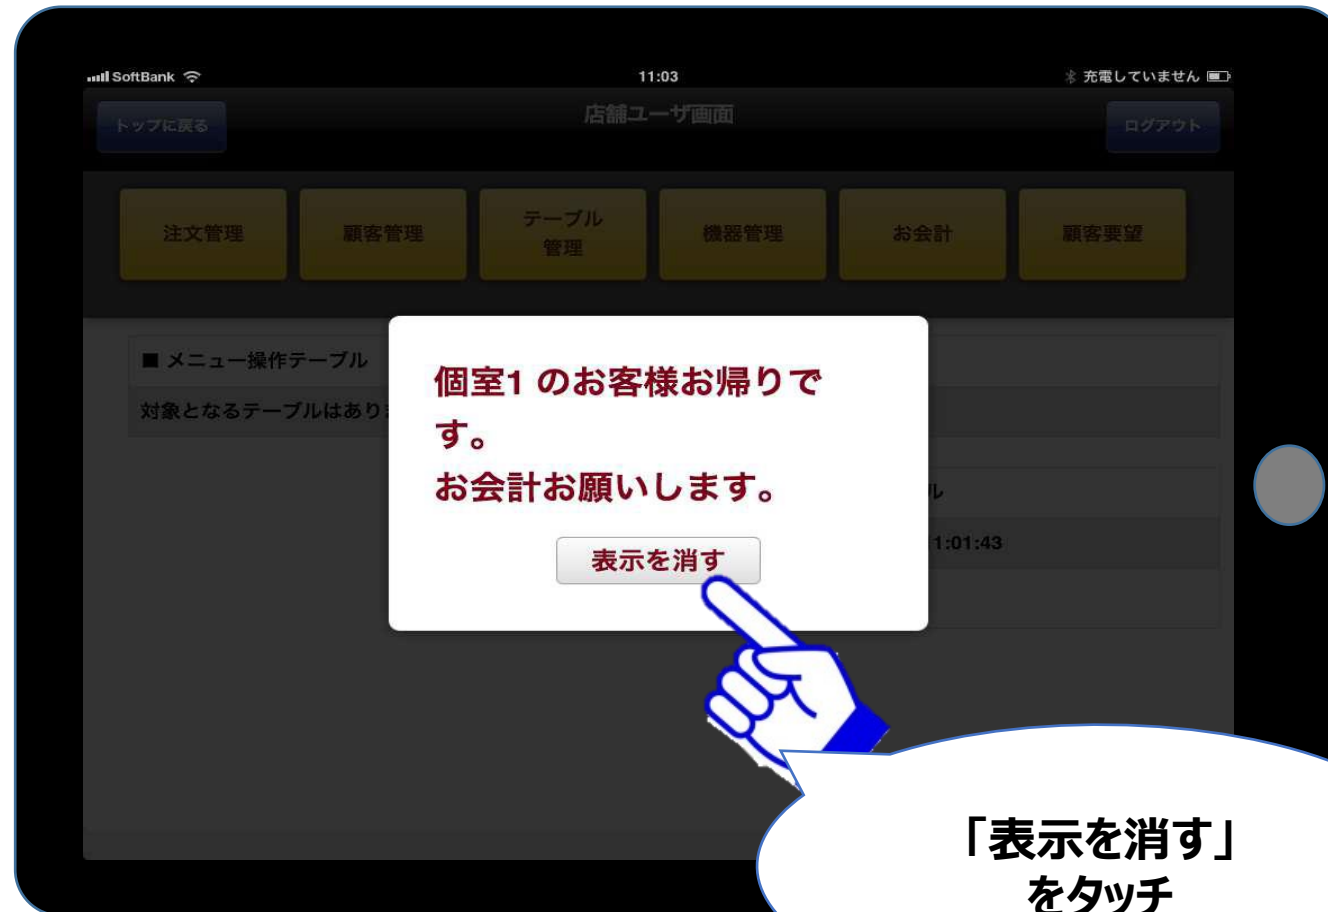 SoftBank
11:03
充電していません
トップに戻る
店舗ユーザ画面
ログアウト
注文管理
顧客管理
テーブル
管理
機器管理
お会計
顧客要望
■ メニュー操作テーブル
対象となるテーブルはあり
個室1 のお客様お帰りで
す。
お会計お願いします。
表示を消す
ル
1:01:43
「表示を消す」
をタッチ